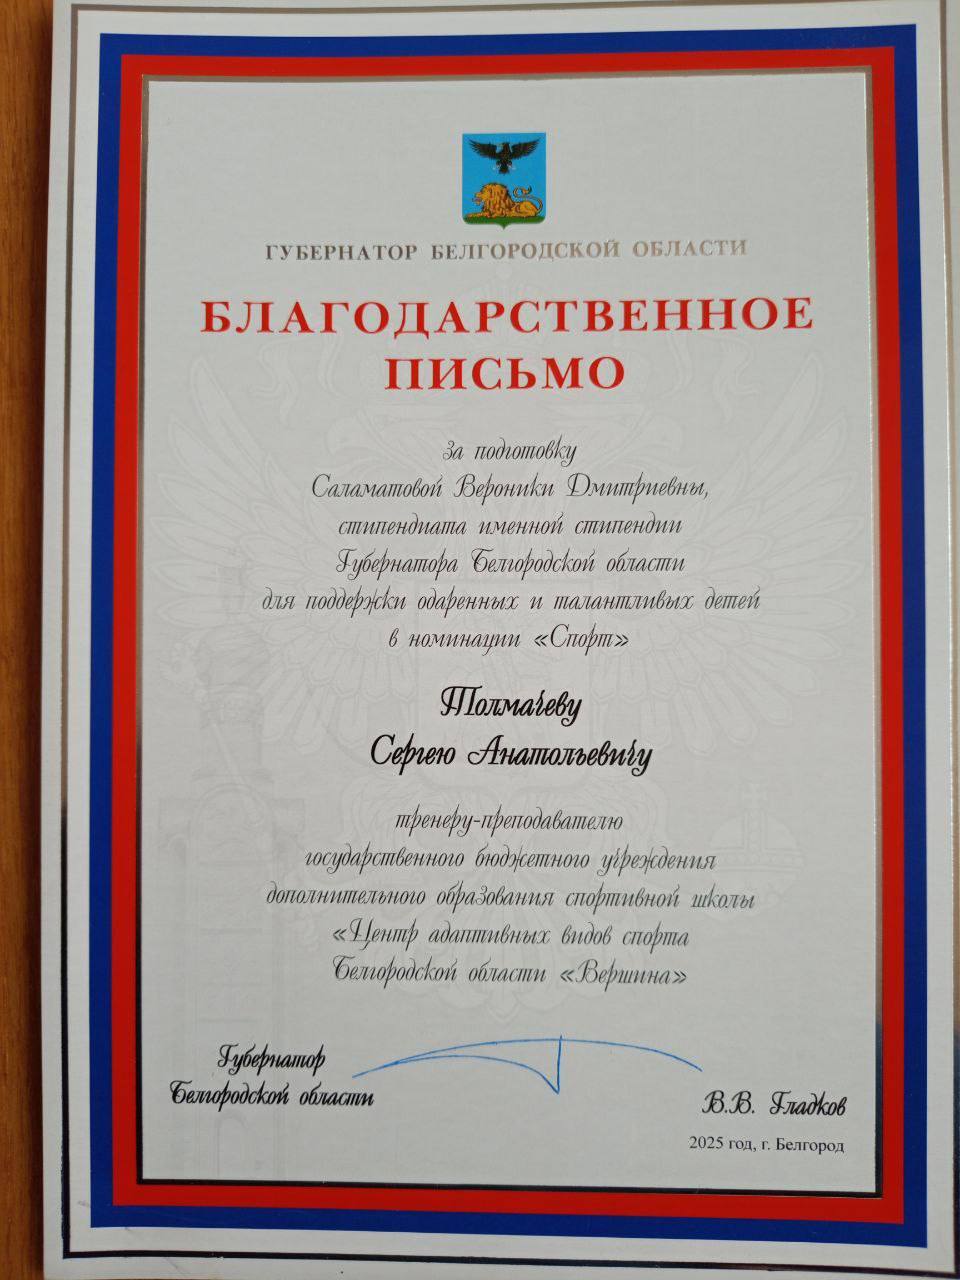 ГУБЕРНАТОР БЕЛГОРОДСКОЙ ОБЛАСТИ
БЛАГОДАРСТВЕННОЕ
ПИСЬМО
За подготовку
Саламатовой Вероники Дмитриевны,
стипендиата именной стипендии
Губернатора Белгородской области
для поддержки одаренных и талантливых детей
в номинации «Спорт»
Толмачеву
Сергею Анатольевичу
тренеру-преподавателю
государственного бюджетного учреждения
дополнительного образования спортивной школы
«Центр адаптивных видов спорта
Белгородской области «Вершина»
Губернатор
Белгородской области
В.В. Гладков
2025 год, г. Белгород